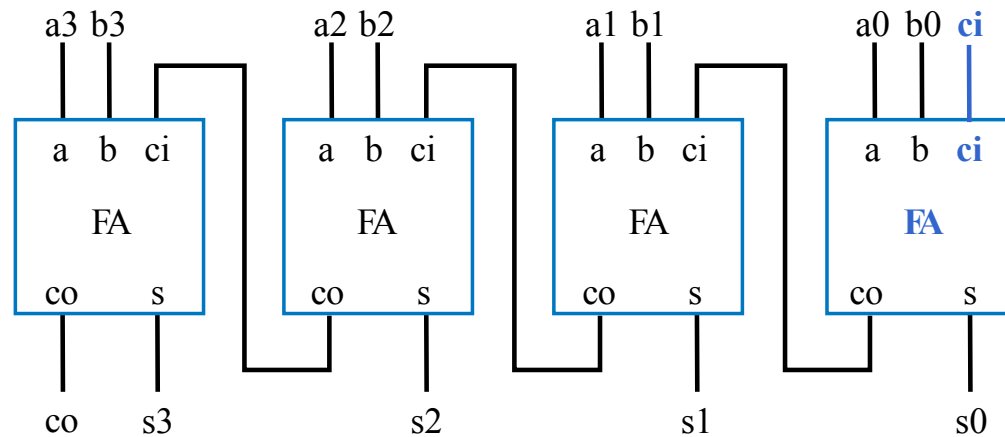 a3 b3 a2 b2 a1 b1 a0 b0 ci
a b ci a b ci a b ci a b ci
FA FA FA FA
co s co s co s co s
co s3 s2 s1 s0